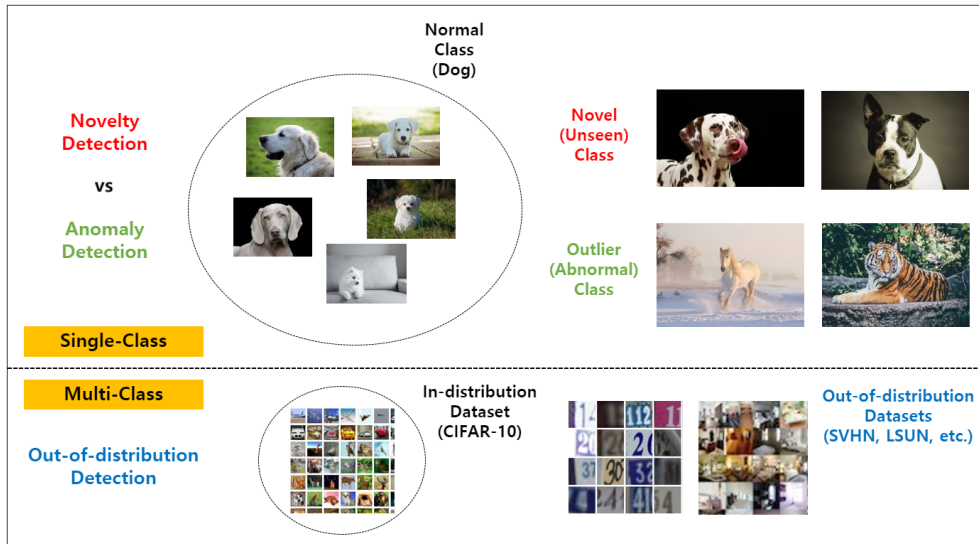 Normal
Class
(Dog)
Novelty
Detection
vs
Anomaly
Detection
Novel
(Unseen)
Class
Outlier
(Abnormal)
Class
Single-Class
Multi-Class
Out-of-distribution
Detection
In-distribution
Dataset
(CIFAR-10)
Out-of-distribution
Datasets
(SVHN, LSUN, etc.)